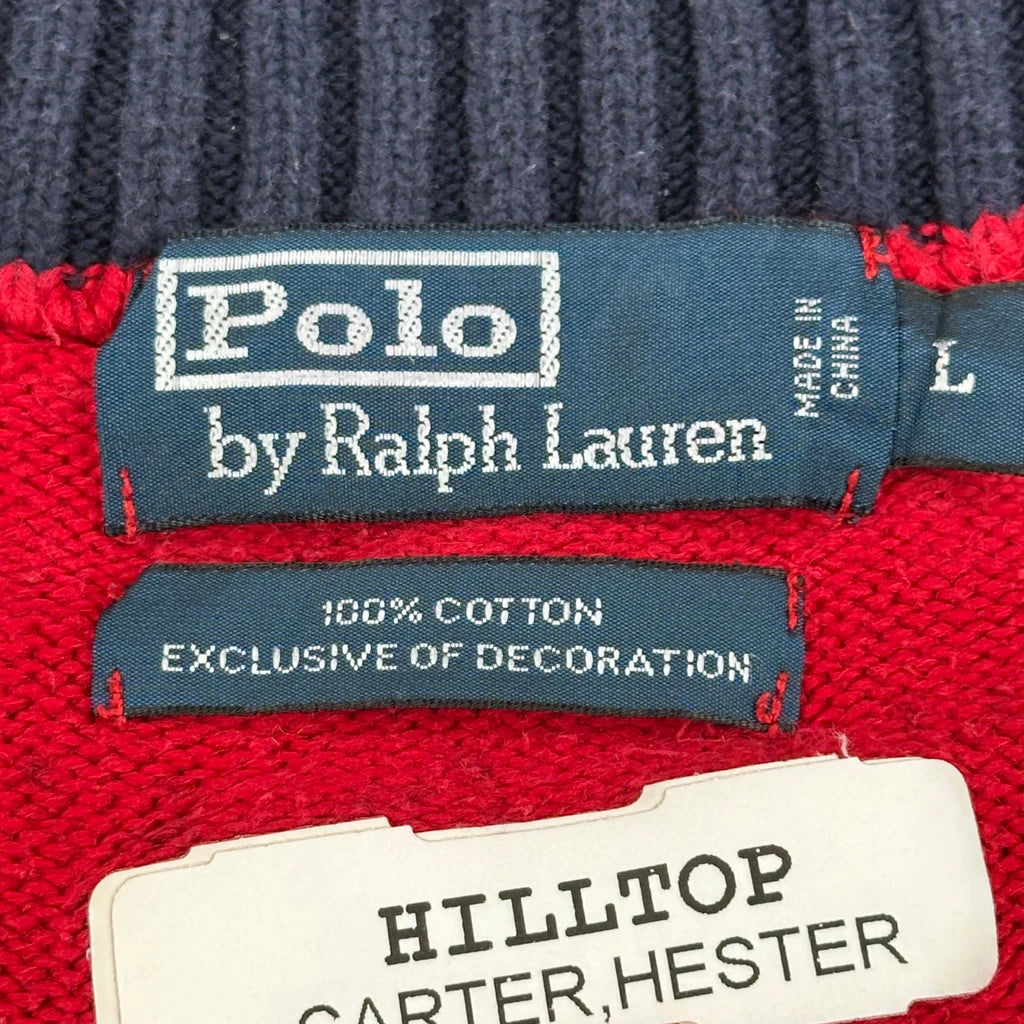 Polo
by Ralph Lauren
MADE IN
CHINA
L
100% COTTON
EXCLUSIVE OF DECORATION
HILLTOP
CARTER,HESTER